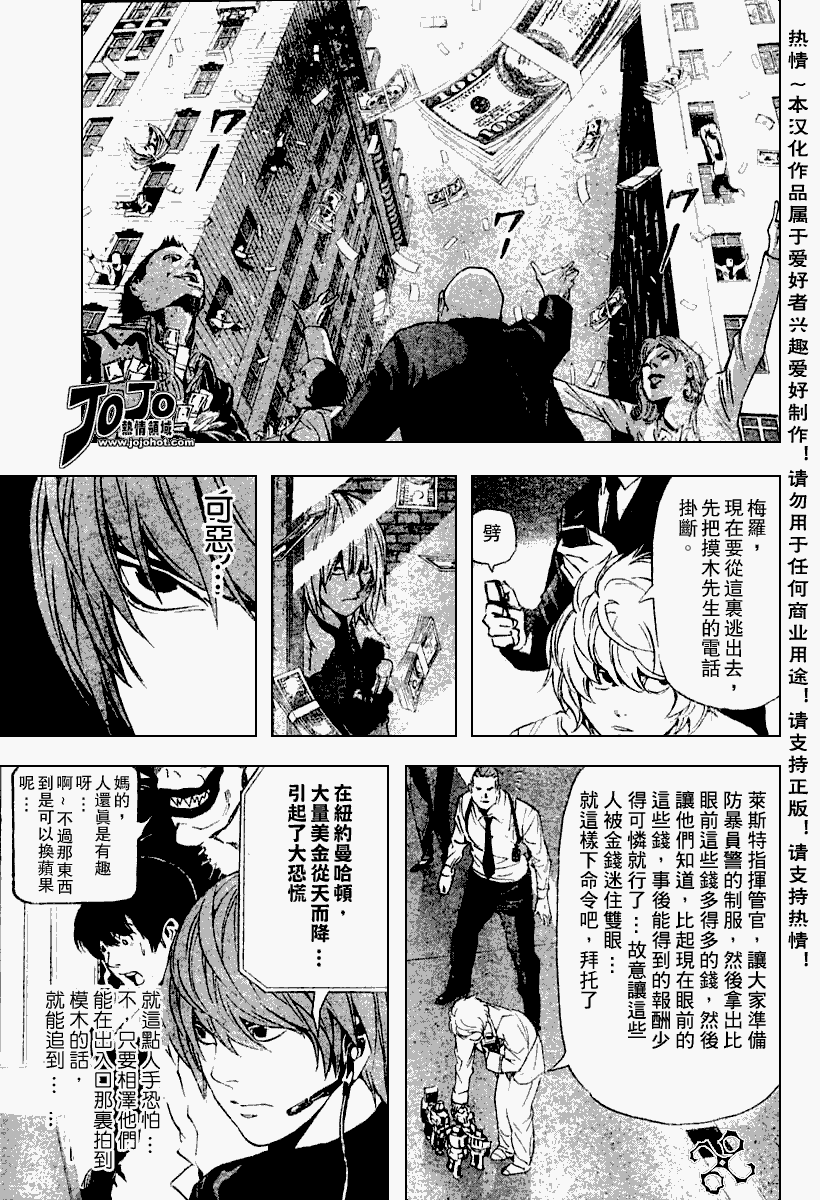 ワー
ワー
ワー
JOJO
熱情領域
www.jojohot.com
梅羅，
現在要從這裏逃出去，
先把摸木先生的電話
掛斷。
劈
可惡……
萊斯特指揮管官，讓大家準備
防暴員警的制服，然後拿出比
眼前這些錢多得多的錢，然後
讓他們知道，比起現在眼前的
這些錢，事後能得到的報酬少
得可憐就行了…故意讓這些
人被金錢迷住雙眼…
就這樣下命令吧，拜托了
在紐約曼哈頓，
大量美金從天而降…
引起了大恐慌
媽的，
人還眞是有趣
呀…
啊~不過那東西
到是可以換蘋果
呢…
就這點人手恐怕…
不 只要相澤他們
能在出入口那裏拍到
模木的話，
就能追到……
热情~本汉化作品属于爱好者兴趣爱好制作！请勿用于任何商业用途！请支持正版！请支持热情！